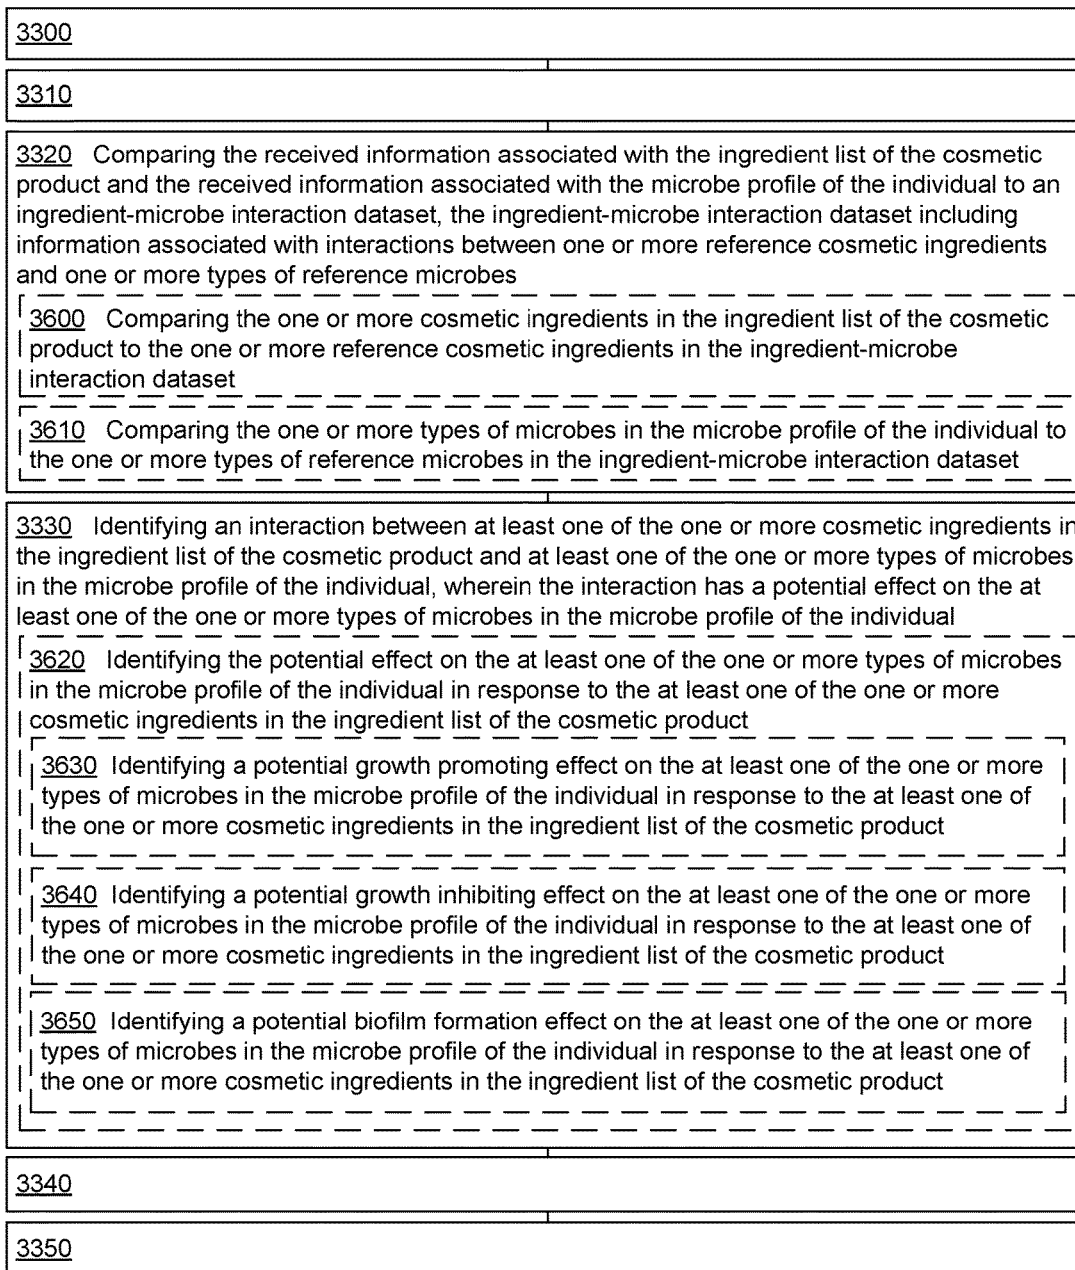 3300
3310
3320 Comparing the received information associated with the ingredient list of the cosmetic
product and the received information associated with the microbe profile of the individual to an
ingredient-microbe interaction dataset, the ingredient-microbe interaction dataset including
information associated with interactions between one or more reference cosmetic ingredients
and one or more types of reference microbes
3600 Comparing the one or more cosmetic ingredients in the ingredient list of the cosmetic
product to the one or more reference cosmetic ingredients in the ingredient-microbe
interaction dataset
3610 Comparing the one or more types of microbes in the microbe profile of the individual to
the one or more types of reference microbes in the ingredient-microbe interaction dataset
3330 Identifying an interaction between at least one of the one or more cosmetic ingredients in
the ingredient list of the cosmetic product and at least one of the one or more types of microbes
in the microbe profile of the individual, wherein the interaction has a potential effect on the at
least one of the one or more types of microbes in the microbe profile of the individual
3620 Identifying the potential effect on the at least one of the one or more types of microbes
in the microbe profile of the individual in response to the at least one of the one or more
cosmetic ingredients in the ingredient list of the cosmetic product
3630 Identifying a potential growth promoting effect on the at least one of the one or more
types of microbes in the microbe profile of the individual in response to the at least one of
the one or more cosmetic ingredients in the ingredient list of the cosmetic product
3640 Identifying a potential growth inhibiting effect on the at least one of the one or more
types of microbes in the microbe profile of the individual in response to the at least one of
the one or more cosmetic ingredients in the ingredient list of the cosmetic product
3650 Identifying a potential biofilm formation effect on the at least one of the one or more
types of microbes in the microbe profile of the individual in response to the at least one of
the one or more cosmetic ingredients in the ingredient list of the cosmetic product
3340
3350